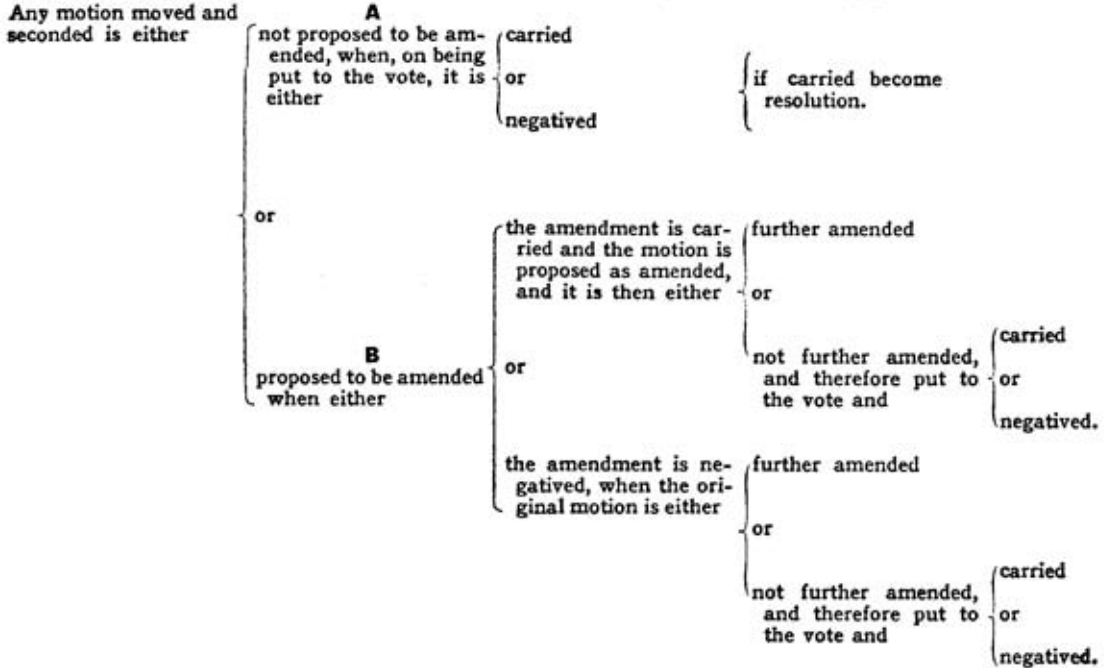 Any motion moved and
seconded is either
A
not proposed to be am-
ended, when, on being
put to the vote, it is
either
carried
or
negatived
if carried become
resolution.
or
B
proposed to be amended
when either
the amendment is car-
ried and the motion is
proposed as amended,
and it is then either
further amended
or
not further amended,
and therefore put to
the vote and
carried
or
negatived.
or
the amendment is ne-
gatived, when the ori-
ginal motion is either
further amended
or
not further amended,
and therefore put to
the vote and
carried
or
negatived.